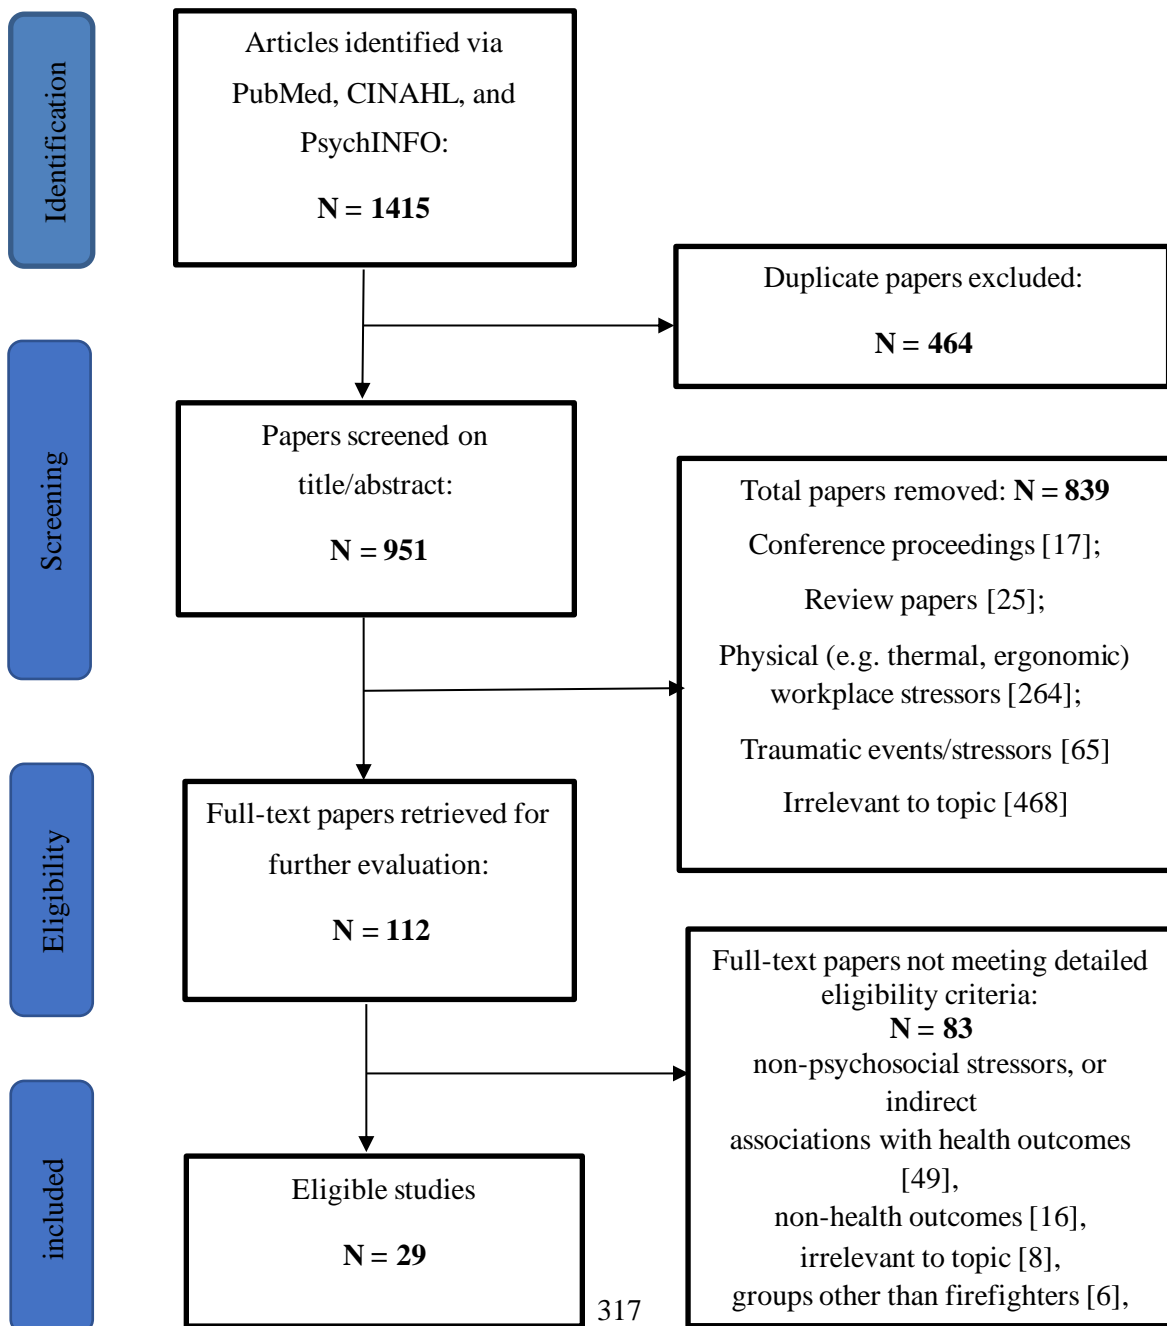 Identification
Articles identified via
PubMed, CINAHL, and
PsychINFO:
N = 1415
Duplicate papers excluded:
N = 464
Screening
Papers screened on
title/abstract:
N = 951
Total papers removed: N = 839
Conference proceedings [17];
Review papers [25];
Physical (e.g. thermal, ergonomic)
workplace stressors [264];
Traumatic events/stressors [65]
Irrelevant to topic [468]
Eligibility
Full-text papers retrieved for
further evaluation:
N = 112
Full-text papers not meeting detailed
eligibility criteria:
N = 83
non-psychosocial stressors, or
indirect
associations with health outcomes
[49],
non-health outcomes [16],
irrelevant to topic [8],
groups other than firefighters [6],
included
Eligible studies
N = 29
317